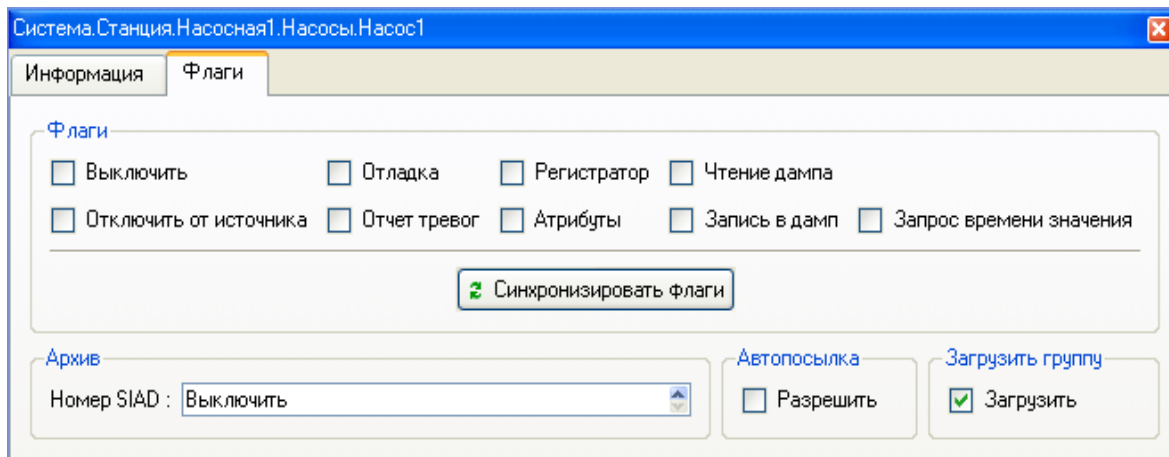 Система.Станция.Насосная1.Насосы.Насос1
Информация Флаги
Флаги
Выключить Отладка Регистратор Чтение дампа
Отключить от источника Отчет тревог Атрибуты Запись в дамп Запрос времени значения
Синхронизировать флаги
Архив Автопосылка Загрузить группу
Номер SIAD : Выключить Разрешить Загрузить